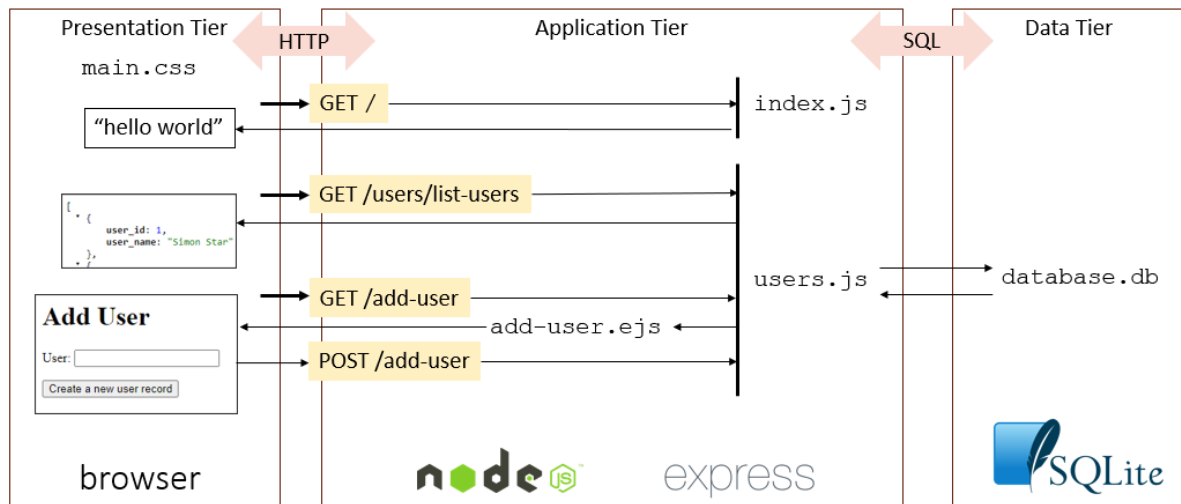 Presentation Tier
HTTP
Application Tier
SQL
Data Tier
main.css
GET /
index.js
“hello world”
GET /users/list-users
[
{
user_id: 1,
user_name: "Simon Star"
},
{
users.js
database.db
GET /add-user
Add User
add-user.ejs
User:
POST /add-user
Create a new user record
browser
node JS
express
SQLite